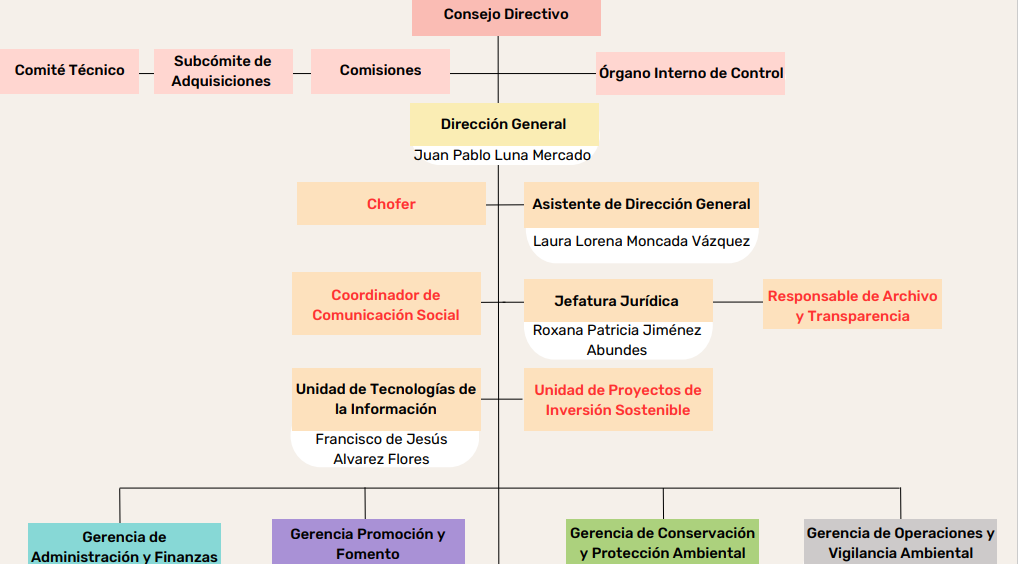 Consejo Directivo
Comité Técnico
Subcómite de
Adquisiciones
Comisiones
Órgano Interno de Control
Dirección General
Juan Pablo Luna Mercado
Chofer
Asistente de Dirección General
Laura Lorena Moncada Vázquez
Coordinador de
Comunicación Social
Jefatura Jurídica
Roxana Patricia Jiménez
Abundes
Responsable de Archivo
y Transparencia
Unidad de Tecnologías de
la Información
Francisco de Jesús
Alvarez Flores
Unidad de Proyectos de
Inversión Sostenible
Gerencia de
Administración y Finanzas
Gerencia Promoción y
Fomento
Gerencia de Conservación
y Protección Ambiental
Gerencia de Operaciones y
Vigilancia Ambiental